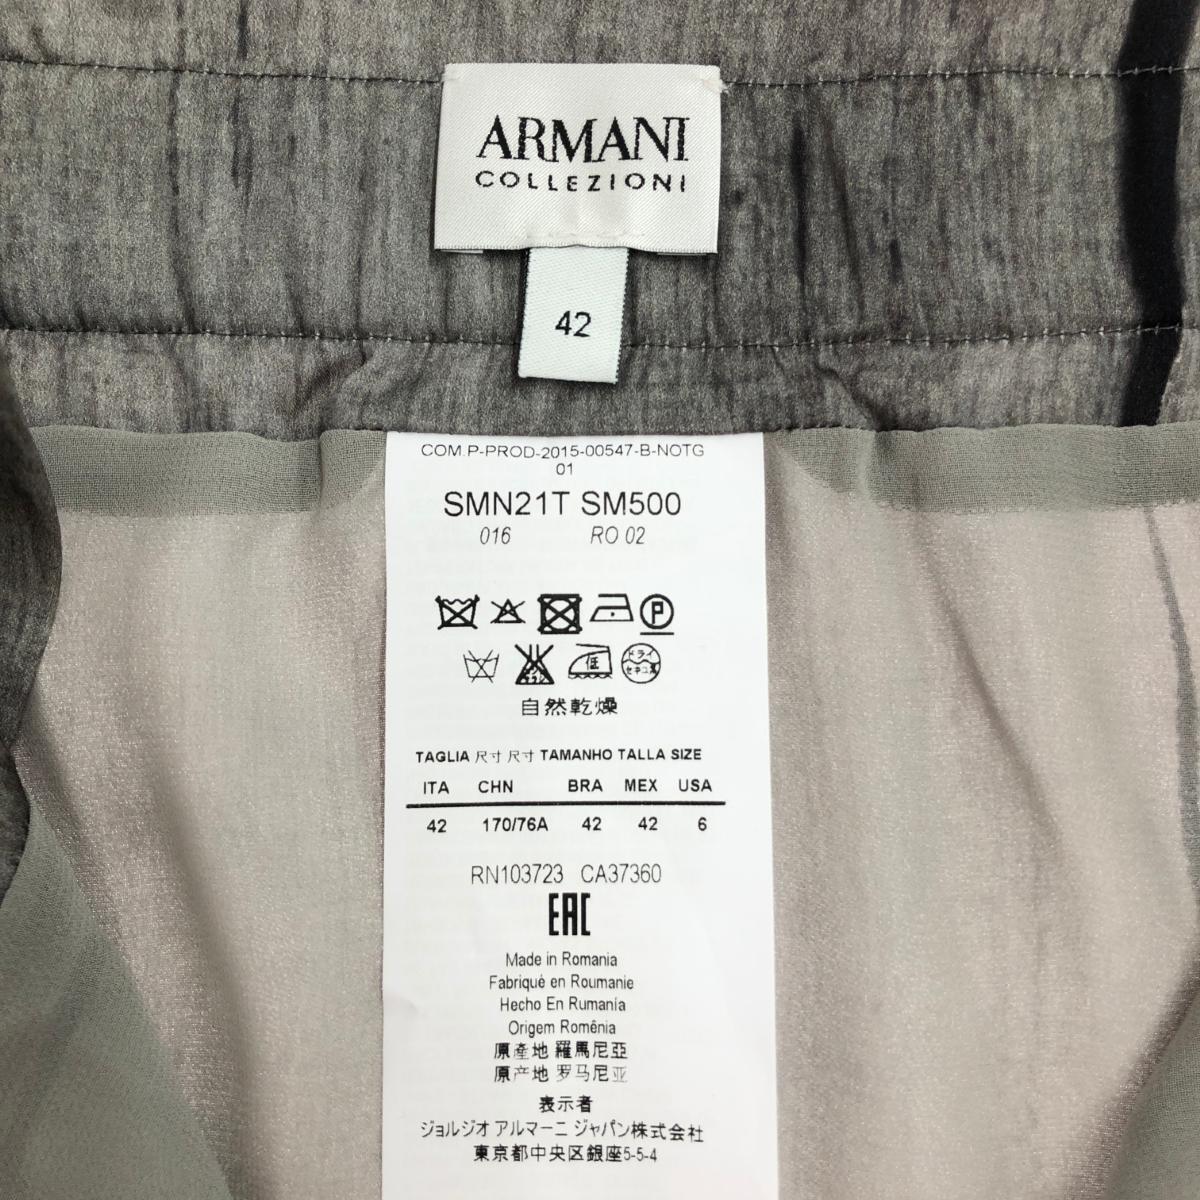 ARMANI
COLLEZIONI
42
COM.P-PROD-2015-00547-B-NOTG
01
SMN21T SM500
016 RO 02
P
低
ドライ
セキユ系
自然乾燥
TAGLIA 尺寸 尺寸 TAMANHO TALLA SIZE
ITA CHN BRA MEX USA
42 170/76A 42 42 6
RN103723 CA37360
EAC
Made in Romania
Fabriqué en Roumanie
Hecho En Rumanía
Origem Romênia
原產地 羅馬尼亞
原产地 罗马尼亚
表示者
ジョルジオ アルマーニ ジャパン株式会社
東京都中央区銀座5-5-4